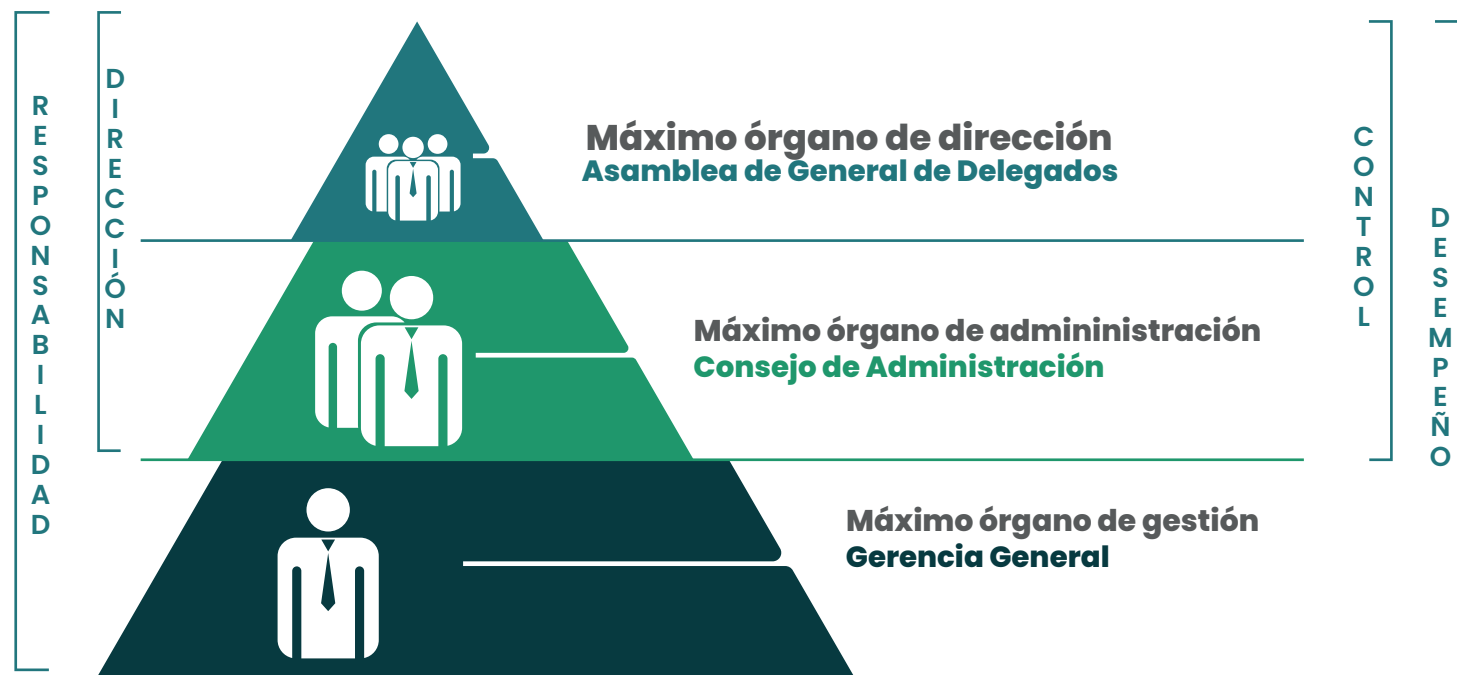 RESPONSABILIDAD
DIRECCIÓN
Máximo órgano de dirección
Asamblea de General de Delegados
Máximo órgano de admininistración
Consejo de Administración
Máximo órgano de gestión
Gerencia General
CONTROL
DESEMPEÑO